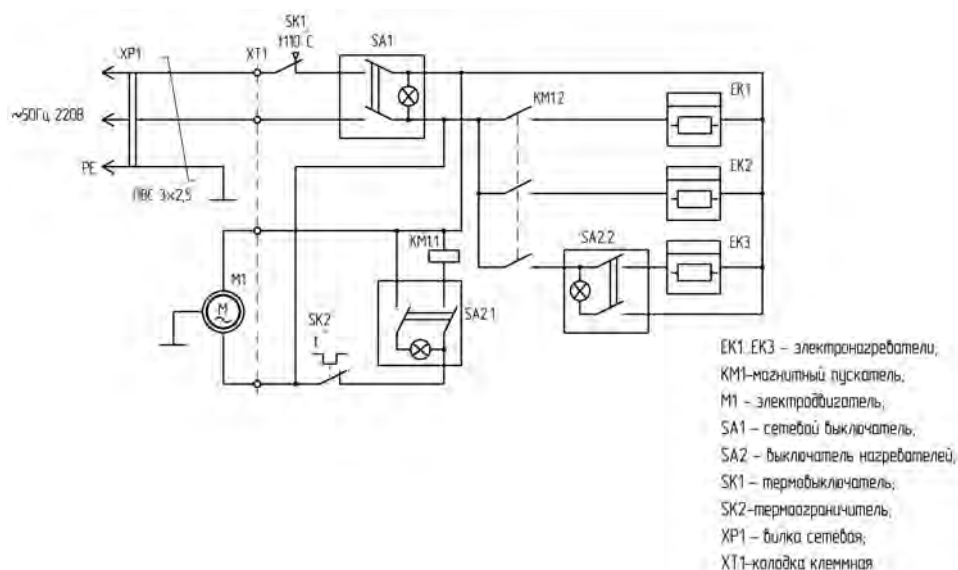 SK1
t110°C
SA1
XP1
XT1
KM1.2
EK1
~50Гц 220В
PE
ПВС 3×2,5
EK2
KM1.1
SA2.2
EK3
M1
M
SK2
t°
SA2.1
EK1..EK3 – электронагреватели;
KM1–магнитный пускатель;
M1 – электродвигатель;
SA1 – сетевой выключатель;
SA2 – выключатель нагревателей;
SK1 – термовыключатель;
SK2–термоограничитель;
XP1 – вилка сетевая;
XT1–колодка клеммная